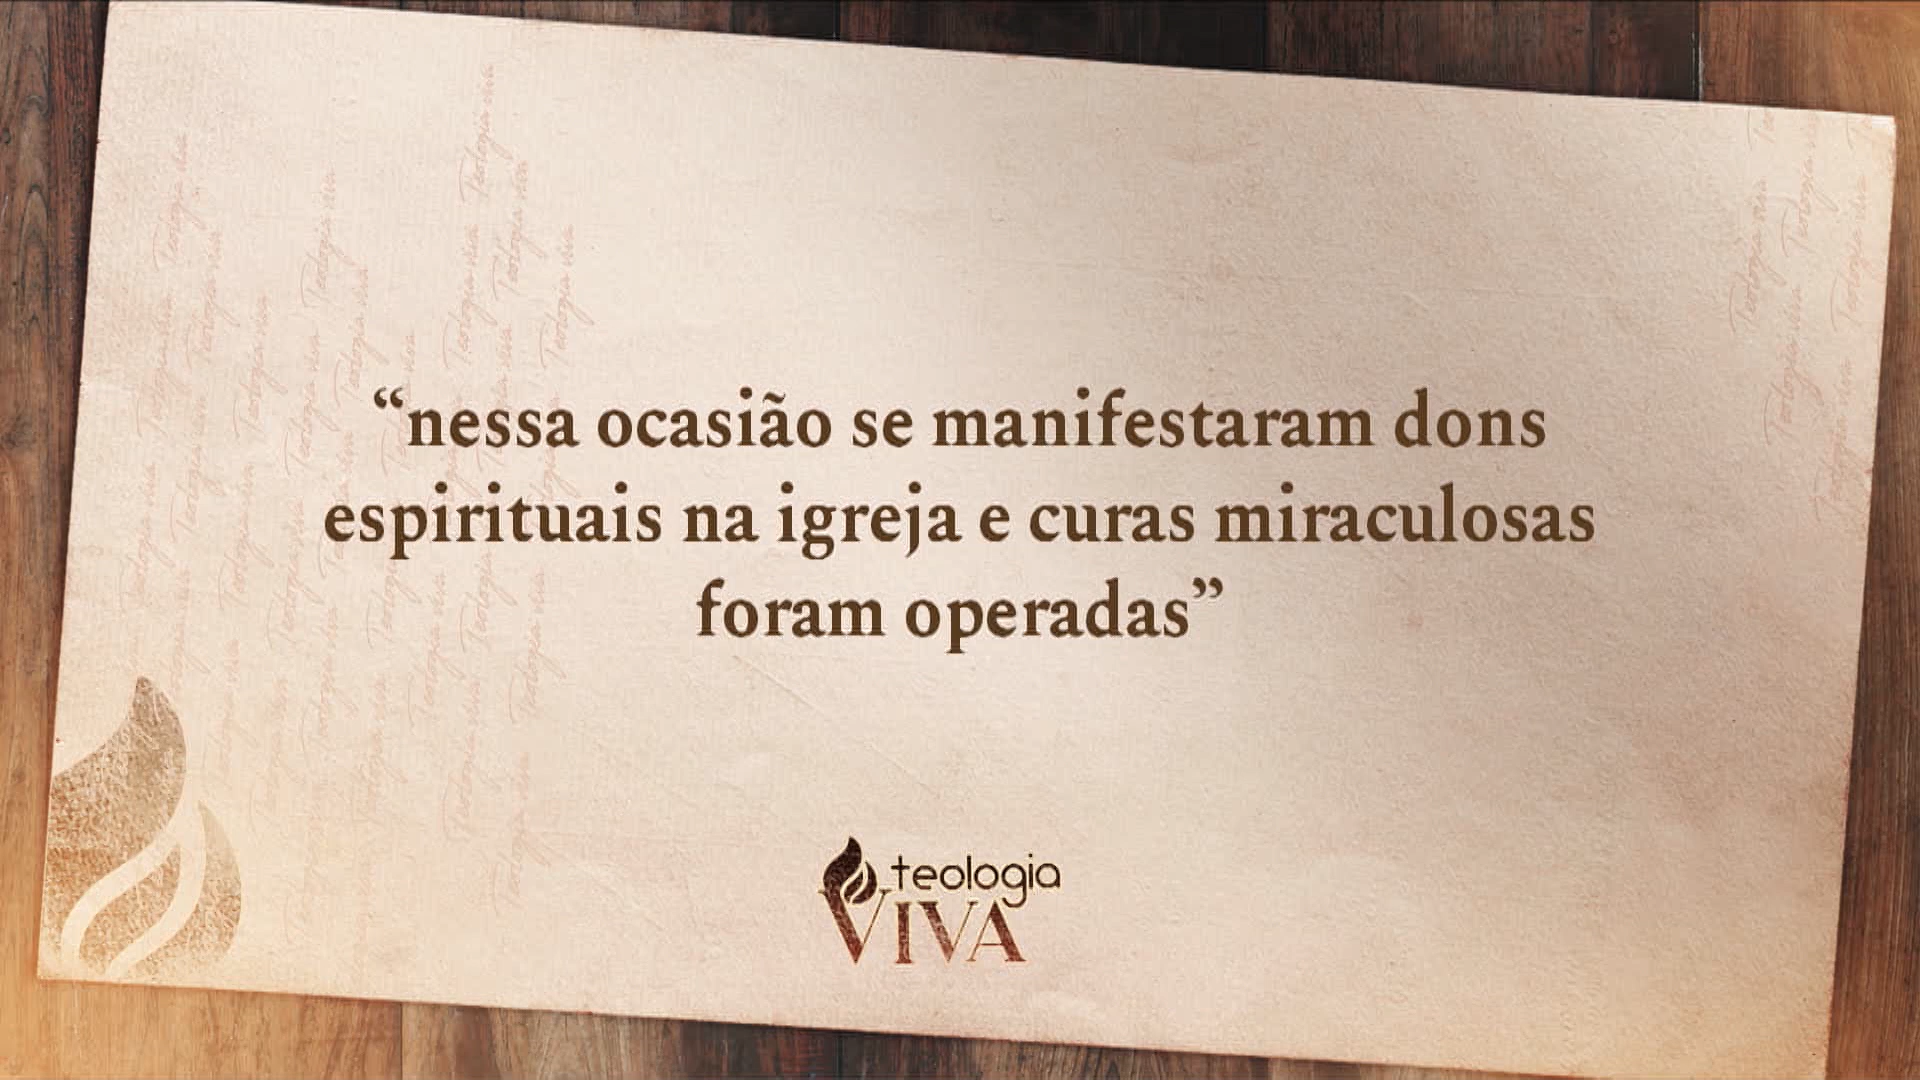 “nessa ocasião se manifestaram dons
espirituais na igreja e curas miraculosas
foram operadas”
teologia
VIVA